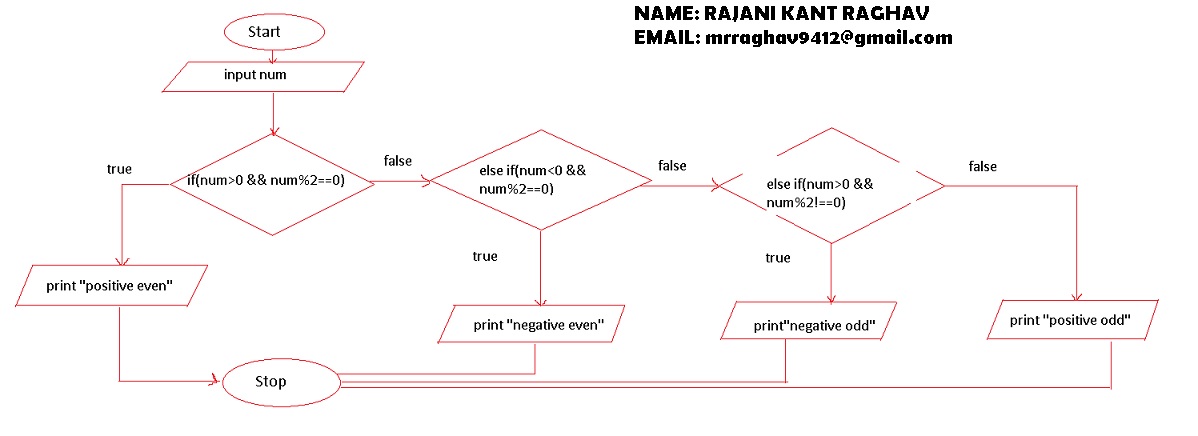 NAME: RAJANI KANT RAGHAV
EMAIL: mrraghav9412@gmail.com
Start
input num
true
if(num>0 && num%2==0)
false
else if(num<0 &&
num%2==0)
false
else if(num>0 &&
num%2!==0)
false
true
true
print "positive even"
print "negative even"
print"negative odd"
print "positive odd"
Stop